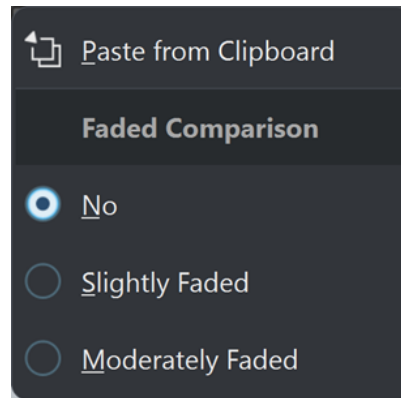 Paste from Clipboard
Faded Comparison
No
Slightly Faded
Moderately Faded